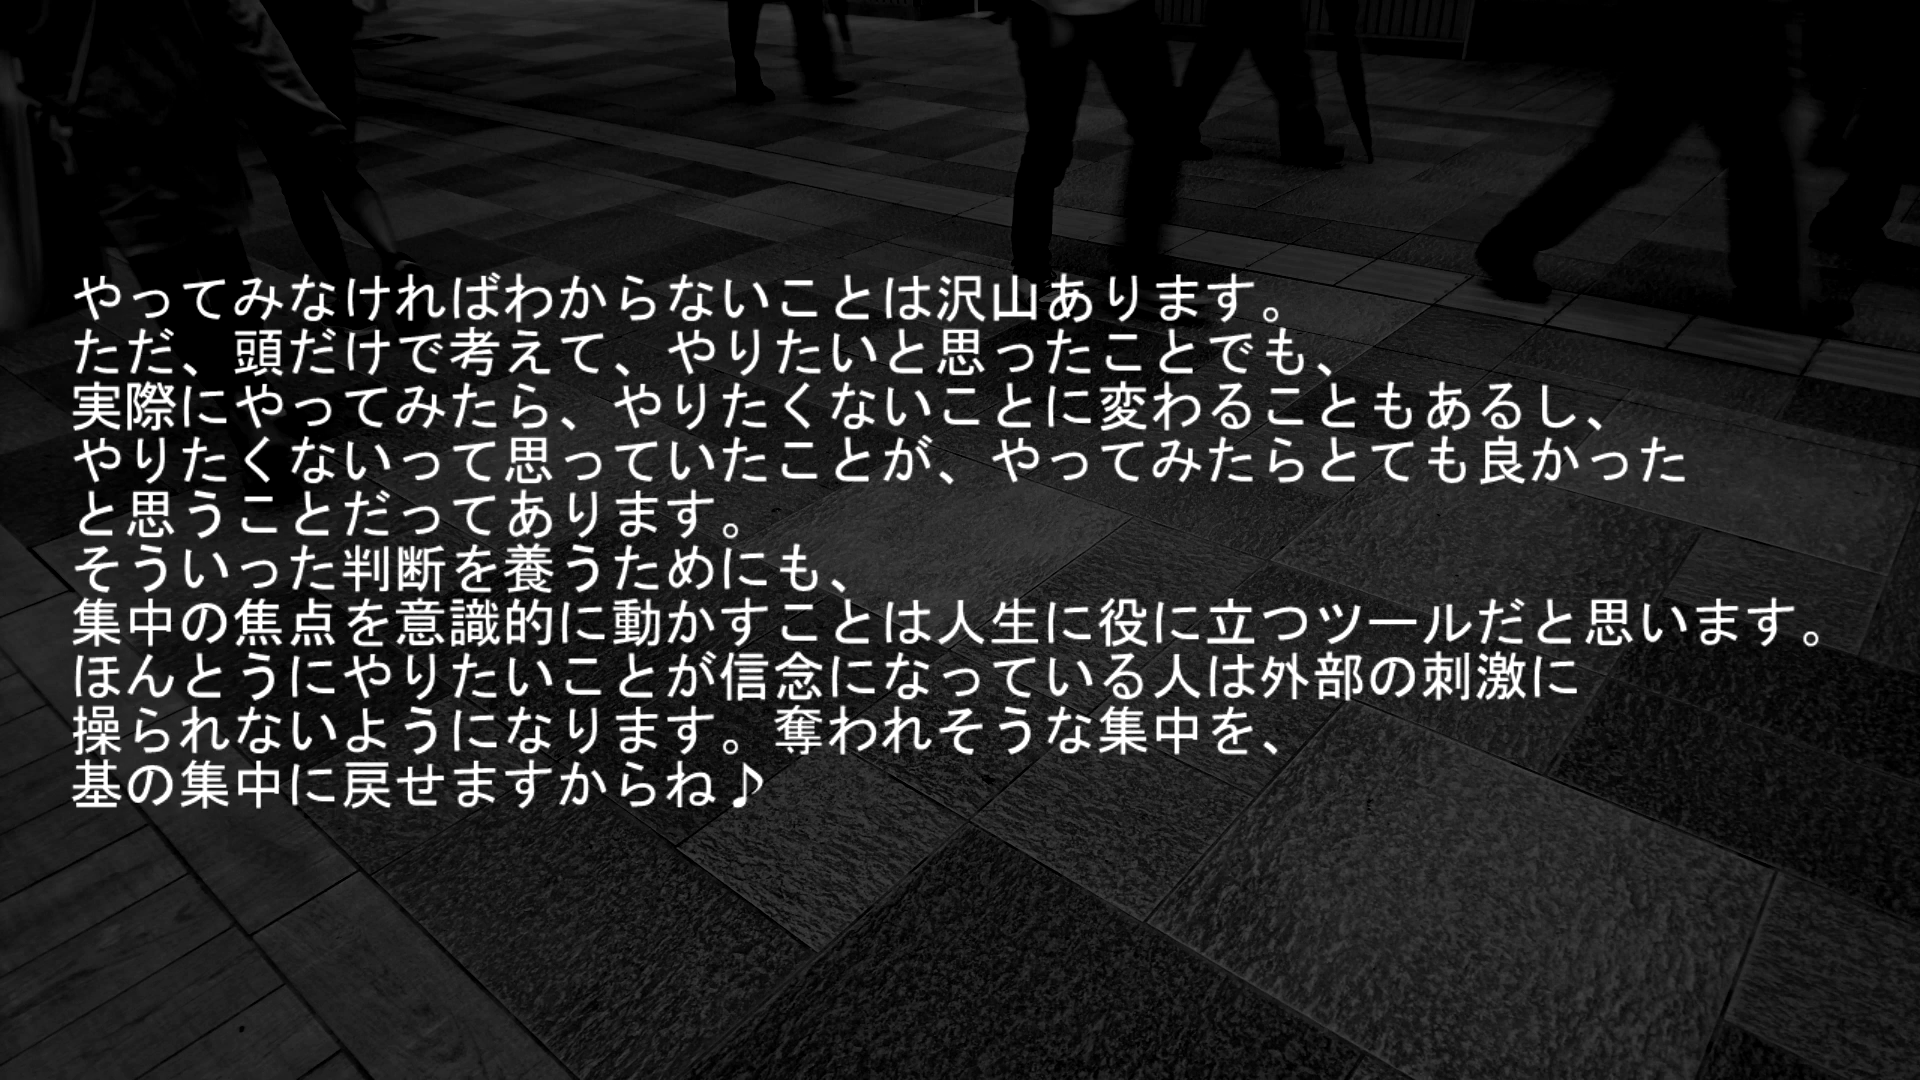 やってみなければわからないことは沢山あります。
ただ、頭だけで考えて、やりたいと思ったことでも、
実際にやってみたら、やりたくないことに変わることもあるし、
やりたくないって思っていたことが、やってみたらとても良かった
と思うことだってあります。
そういった判断を養うためにも、
集中の焦点を意識的に動かすことは人生に役に立つツールだと思います。
ほんとうにやりたいことが信念になっている人は外部の刺激に
操られないようになります。奪われそうな集中を、
基の集中に戻せますからね♪